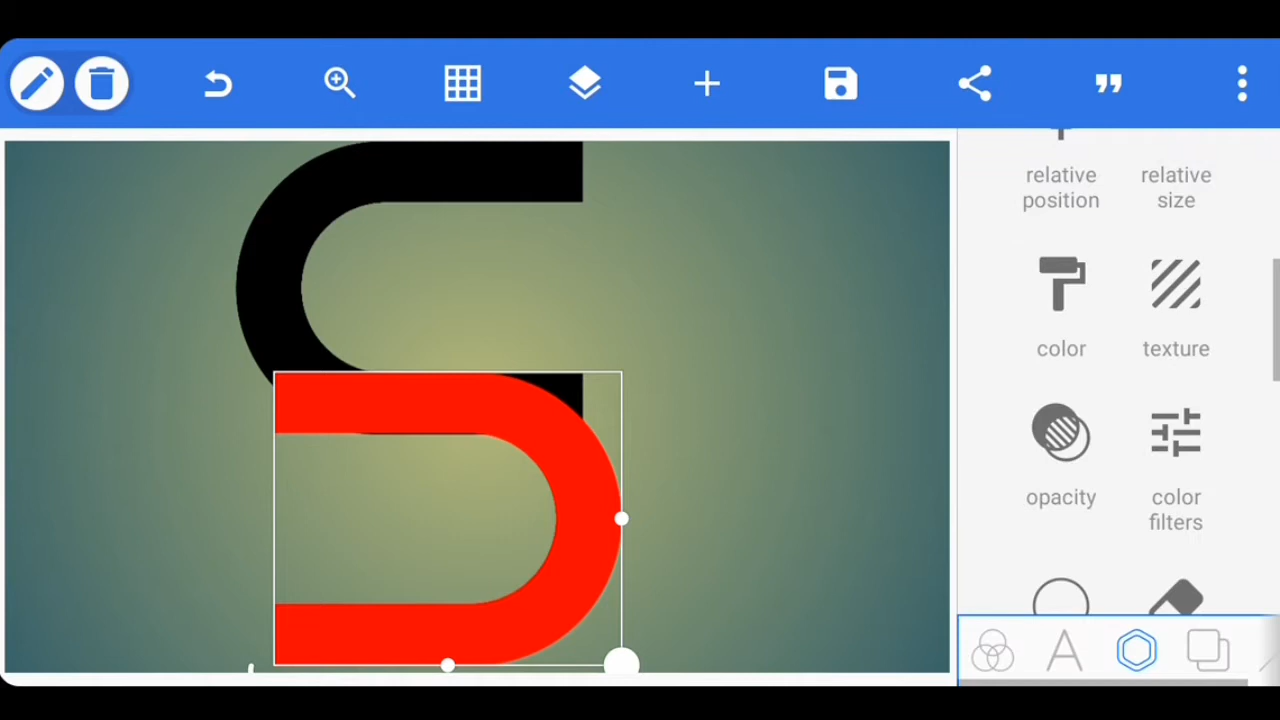 relative
position
relative
size
color
texture
opacity
color
filters